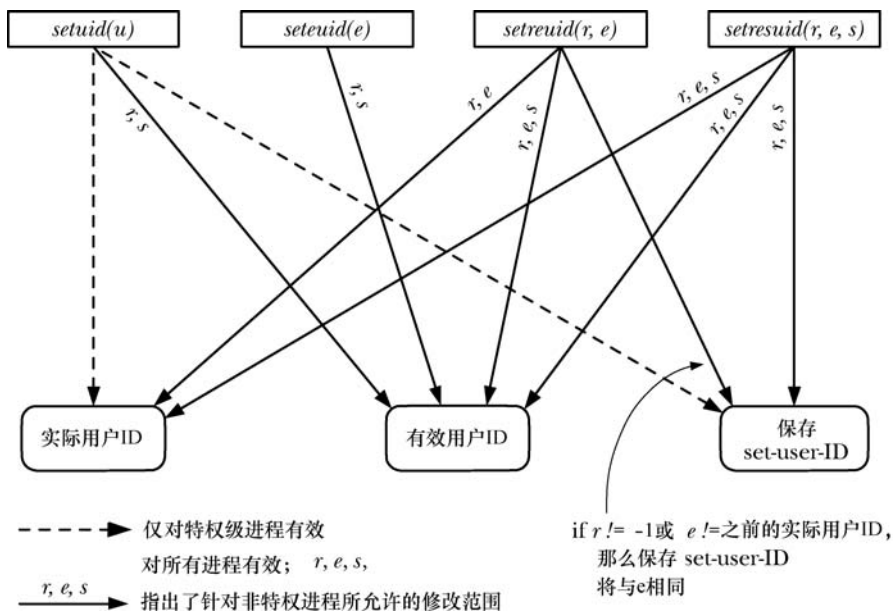 setuid(u)
seteuid(e)
setreuid(r, e)
setresuid(r, e, s)
r, s
r, s
r, e
r, e, s
r, e, s
r, e, s
r, e, s
实际用户ID
有效用户ID
保存
set-user-ID
仅对特权级进程有效
对所有进程有效； r, e, s,
r, e, s
指出了针对非特权进程所允许的修改范围
if r != -1或 e !=之前的实际用户ID，
那么保存 set-user-ID
将与e相同